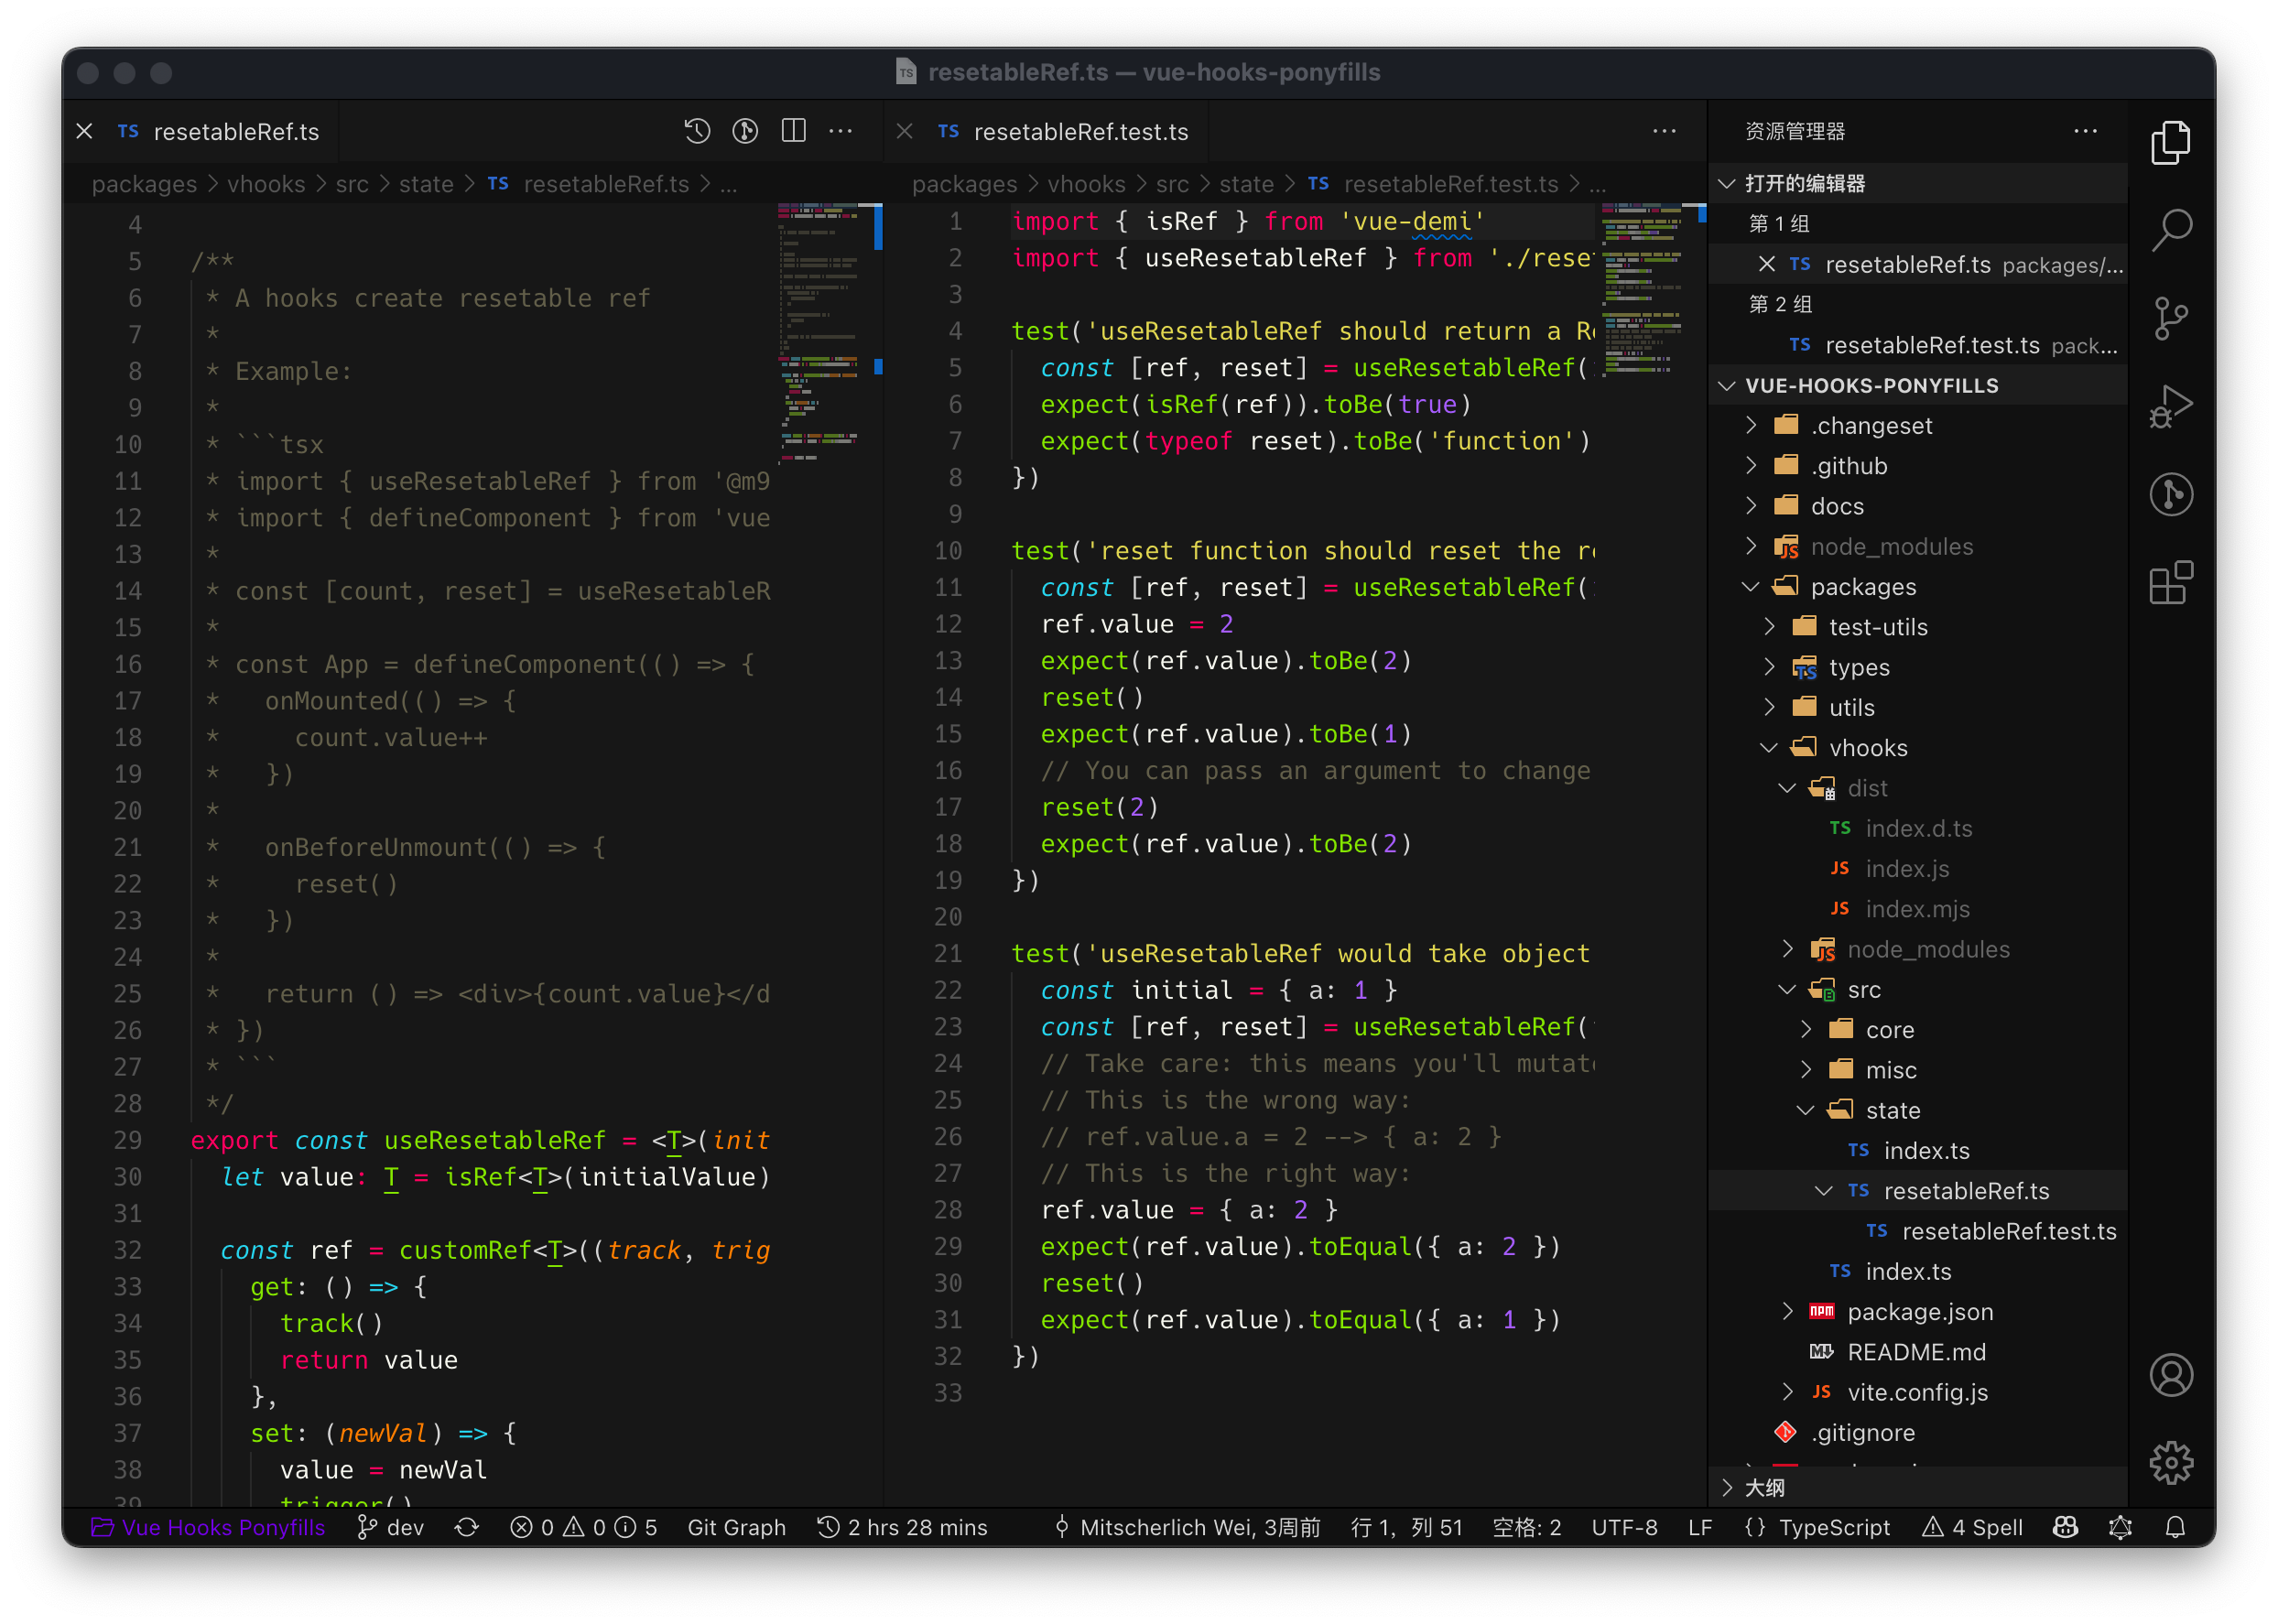 resetableRef.ts — vue-hooks-ponyfills
TS resetableRef.ts
packages > vhooks > src > state > TS resetableRef.ts > ...
4
5 /**
6  * A hooks create resetable ref
7  *
8  * Example:
9  *
10  * ```tsx
11  * import { useResetableRef } from '@m9
12  * import { defineComponent } from 'vue
13  *
14  * const [count, reset] = useResetableR
15  *
16  * const App = defineComponent(() => {
17  *   onMounted(() => {
18  *     count.value++
19  *   })
20  *
21  *   onBeforeUnmount(() => {
22  *     reset()
23  *   })
24  *
25  *   return () => <div>{count.value}</d
26  * })
27  * ```
28  */
29 export const useResetableRef = <T>(init
30   let value: T = isRef<T>(initialValue)
31
32   const ref = customRef<T>((track, trig
33     get: () => {
34       track()
35       return value
36     },
37     set: (newVal) => {
38       value = newVal
39       trigger()
TS resetableRef.test.ts
packages > vhooks > src > state > TS resetableRef.test.ts > ...
1 import { isRef } from 'vue-demi'
2 import { useResetableRef } from './reset
3
4 test('useResetableRef should return a Re
5   const [ref, reset] = useResetableRef(
6   expect(isRef(ref)).toBe(true)
7   expect(typeof reset).toBe('function')
8 })
9
10 test('reset function should reset the re
11   const [ref, reset] = useResetableRef(
12   ref.value = 2
13   expect(ref.value).toBe(2)
14   reset()
15   expect(ref.value).toBe(1)
16   // You can pass an argument to change
17   reset(2)
18   expect(ref.value).toBe(2)
19 })
20
21 test('useResetableRef would take object
22   const initial = { a: 1 }
23   const [ref, reset] = useResetableRef(
24   // Take care: this means you'll mutate
25   // This is the wrong way:
26   // ref.value.a = 2 --> { a: 2 }
27   // This is the right way:
28   ref.value = { a: 2 }
29   expect(ref.value).toEqual({ a: 2 })
30   reset()
31   expect(ref.value).toEqual({ a: 1 })
32 })
33
资源管理器
打开的编辑器
第 1 组
TS resetableRef.ts packages/...
第 2 组
TS resetableRef.test.ts pack...
VUE-HOOKS-PONYFILLS
.changeset
.github
docs
JS node_modules
packages
test-utils
TS types
utils
vhooks
dist
TS index.d.ts
JS index.js
JS index.mjs
JS node_modules
src
core
misc
state
TS index.ts
TS resetableRef.ts
TS resetableRef.test.ts
TS index.ts
npm package.json
README.md
JS vite.config.js
.gitignore
大纲
Vue Hooks Ponyfills dev 0 0 5 Git Graph 2 hrs 28 mins Mitscherlich Wei, 3周前 行 1，列 51 空格: 2 UTF-8 LF {} TypeScript 4 Spell